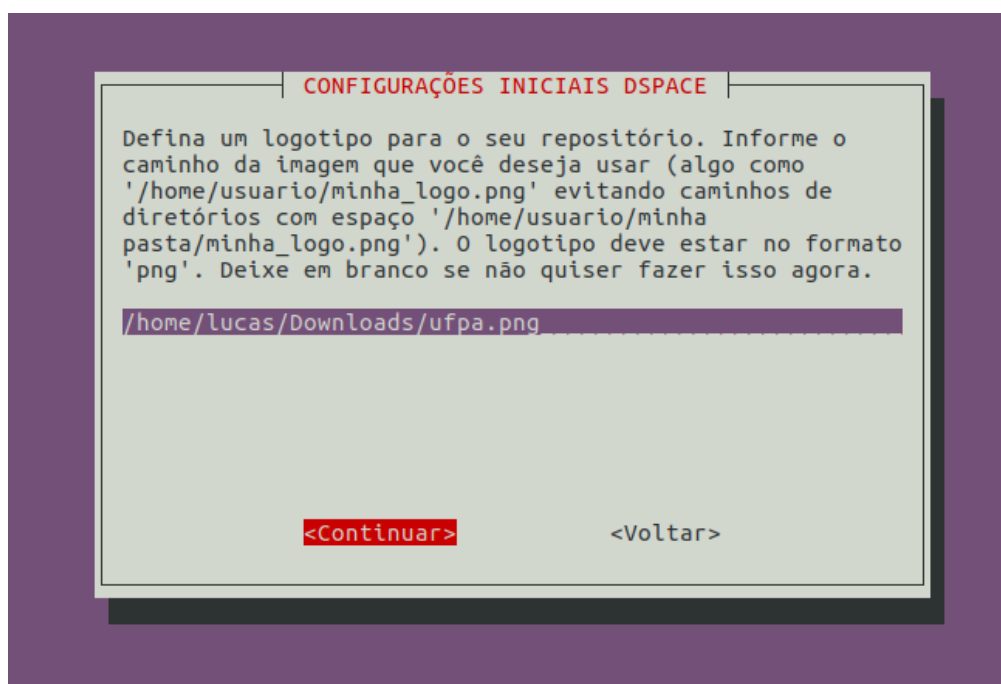 CONFIGURAÇÕES INICIAIS DSPACE
Defina um logotipo para o seu repositório. Informe o
caminho da imagem que você deseja usar (algo como
'/home/usuario/minha_logo.png' evitando caminhos de
diretórios com espaço '/home/usuario/minha
pasta/minha_logo.png'). O logotipo deve estar no formato
'png'. Deixe em branco se não quiser fazer isso agora.
/home/lucas/Downloads/ufpa.png
<Continuar> <Voltar>